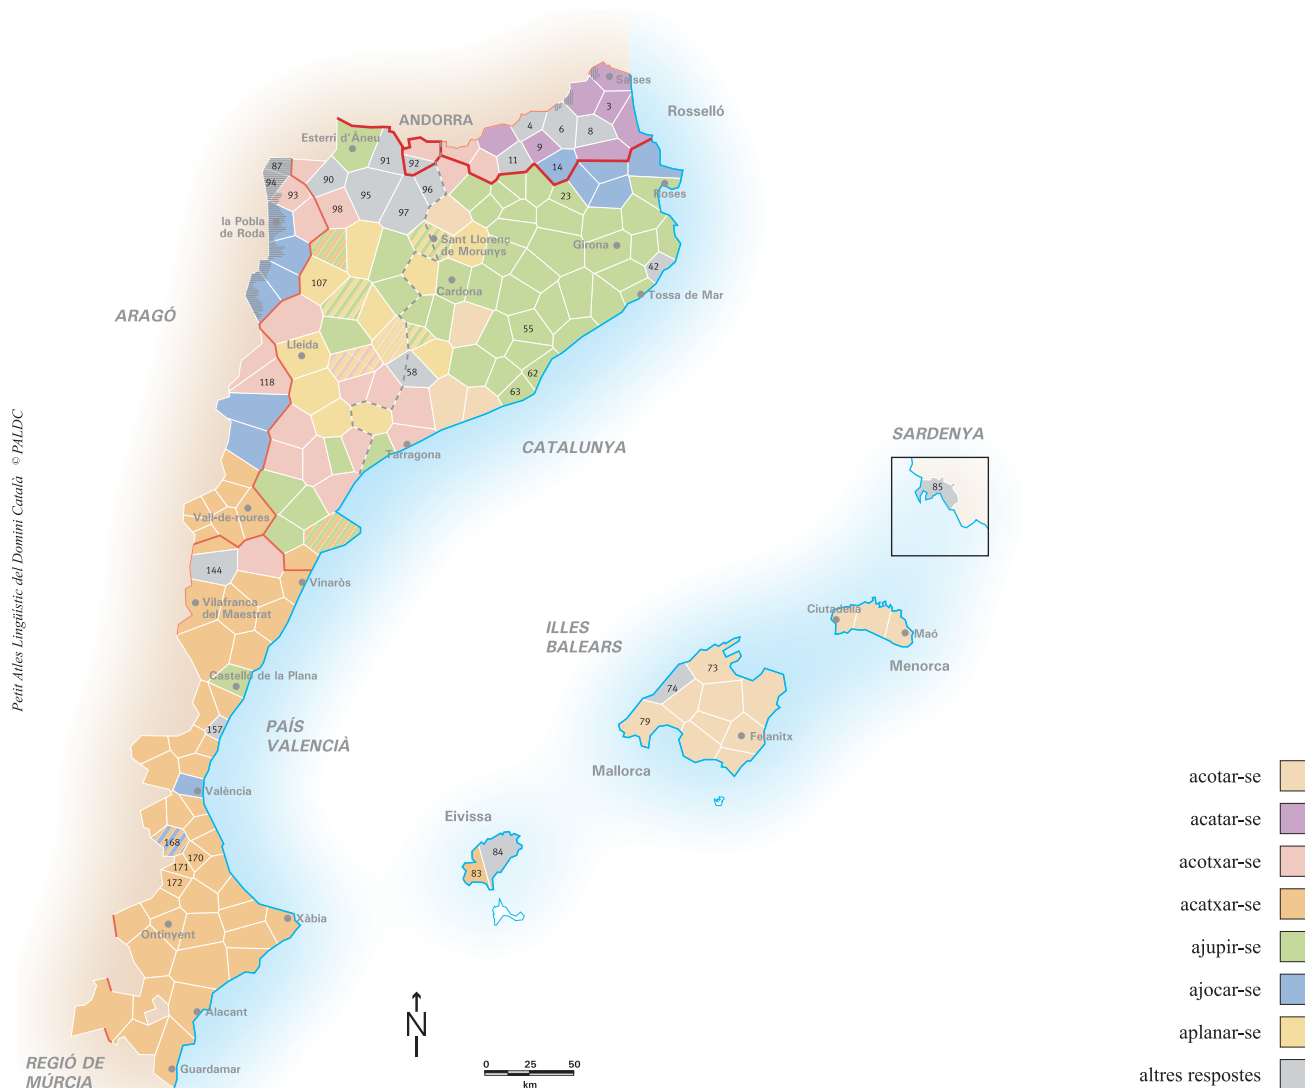 Petit Atles Lingüístic del Domini Català © PALDC
Salses
Rosselló
3
ANDORRA
4
6
8
Esterri d'Àneu
9
91
92
11
14
87
90
94
93
95
96
23
Roses
98
97
la Pobla
de Roda
Sant Llorenç
de Morunys
Girona
42
107
Cardona
Tossa de Mar
ARAGÓ
55
Lleida
58
62
118
63
CATALUNYA
Tarragona
SARDENYA
85
Vall-de-roures
144
Vinaròs
Vilafranca
del Maestrat
Ciutadella
Maó
ILLES
BALEARS
Menorca
Castelló de la Plana
73
74
79
Felanitx
157
PAÍS
VALENCIÀ
Mallorca
València
Eivissa
168
170
171
172
84
83
Xàbia
Ontinyent
Alacant
N
REGIÓ DE
MÚRCIA
Guardamar
0 25 50
km
acotar-se
acatar-se
acotxar-se
acatxar-se
ajupir-se
ajocar-se
aplanar-se
altres respostes